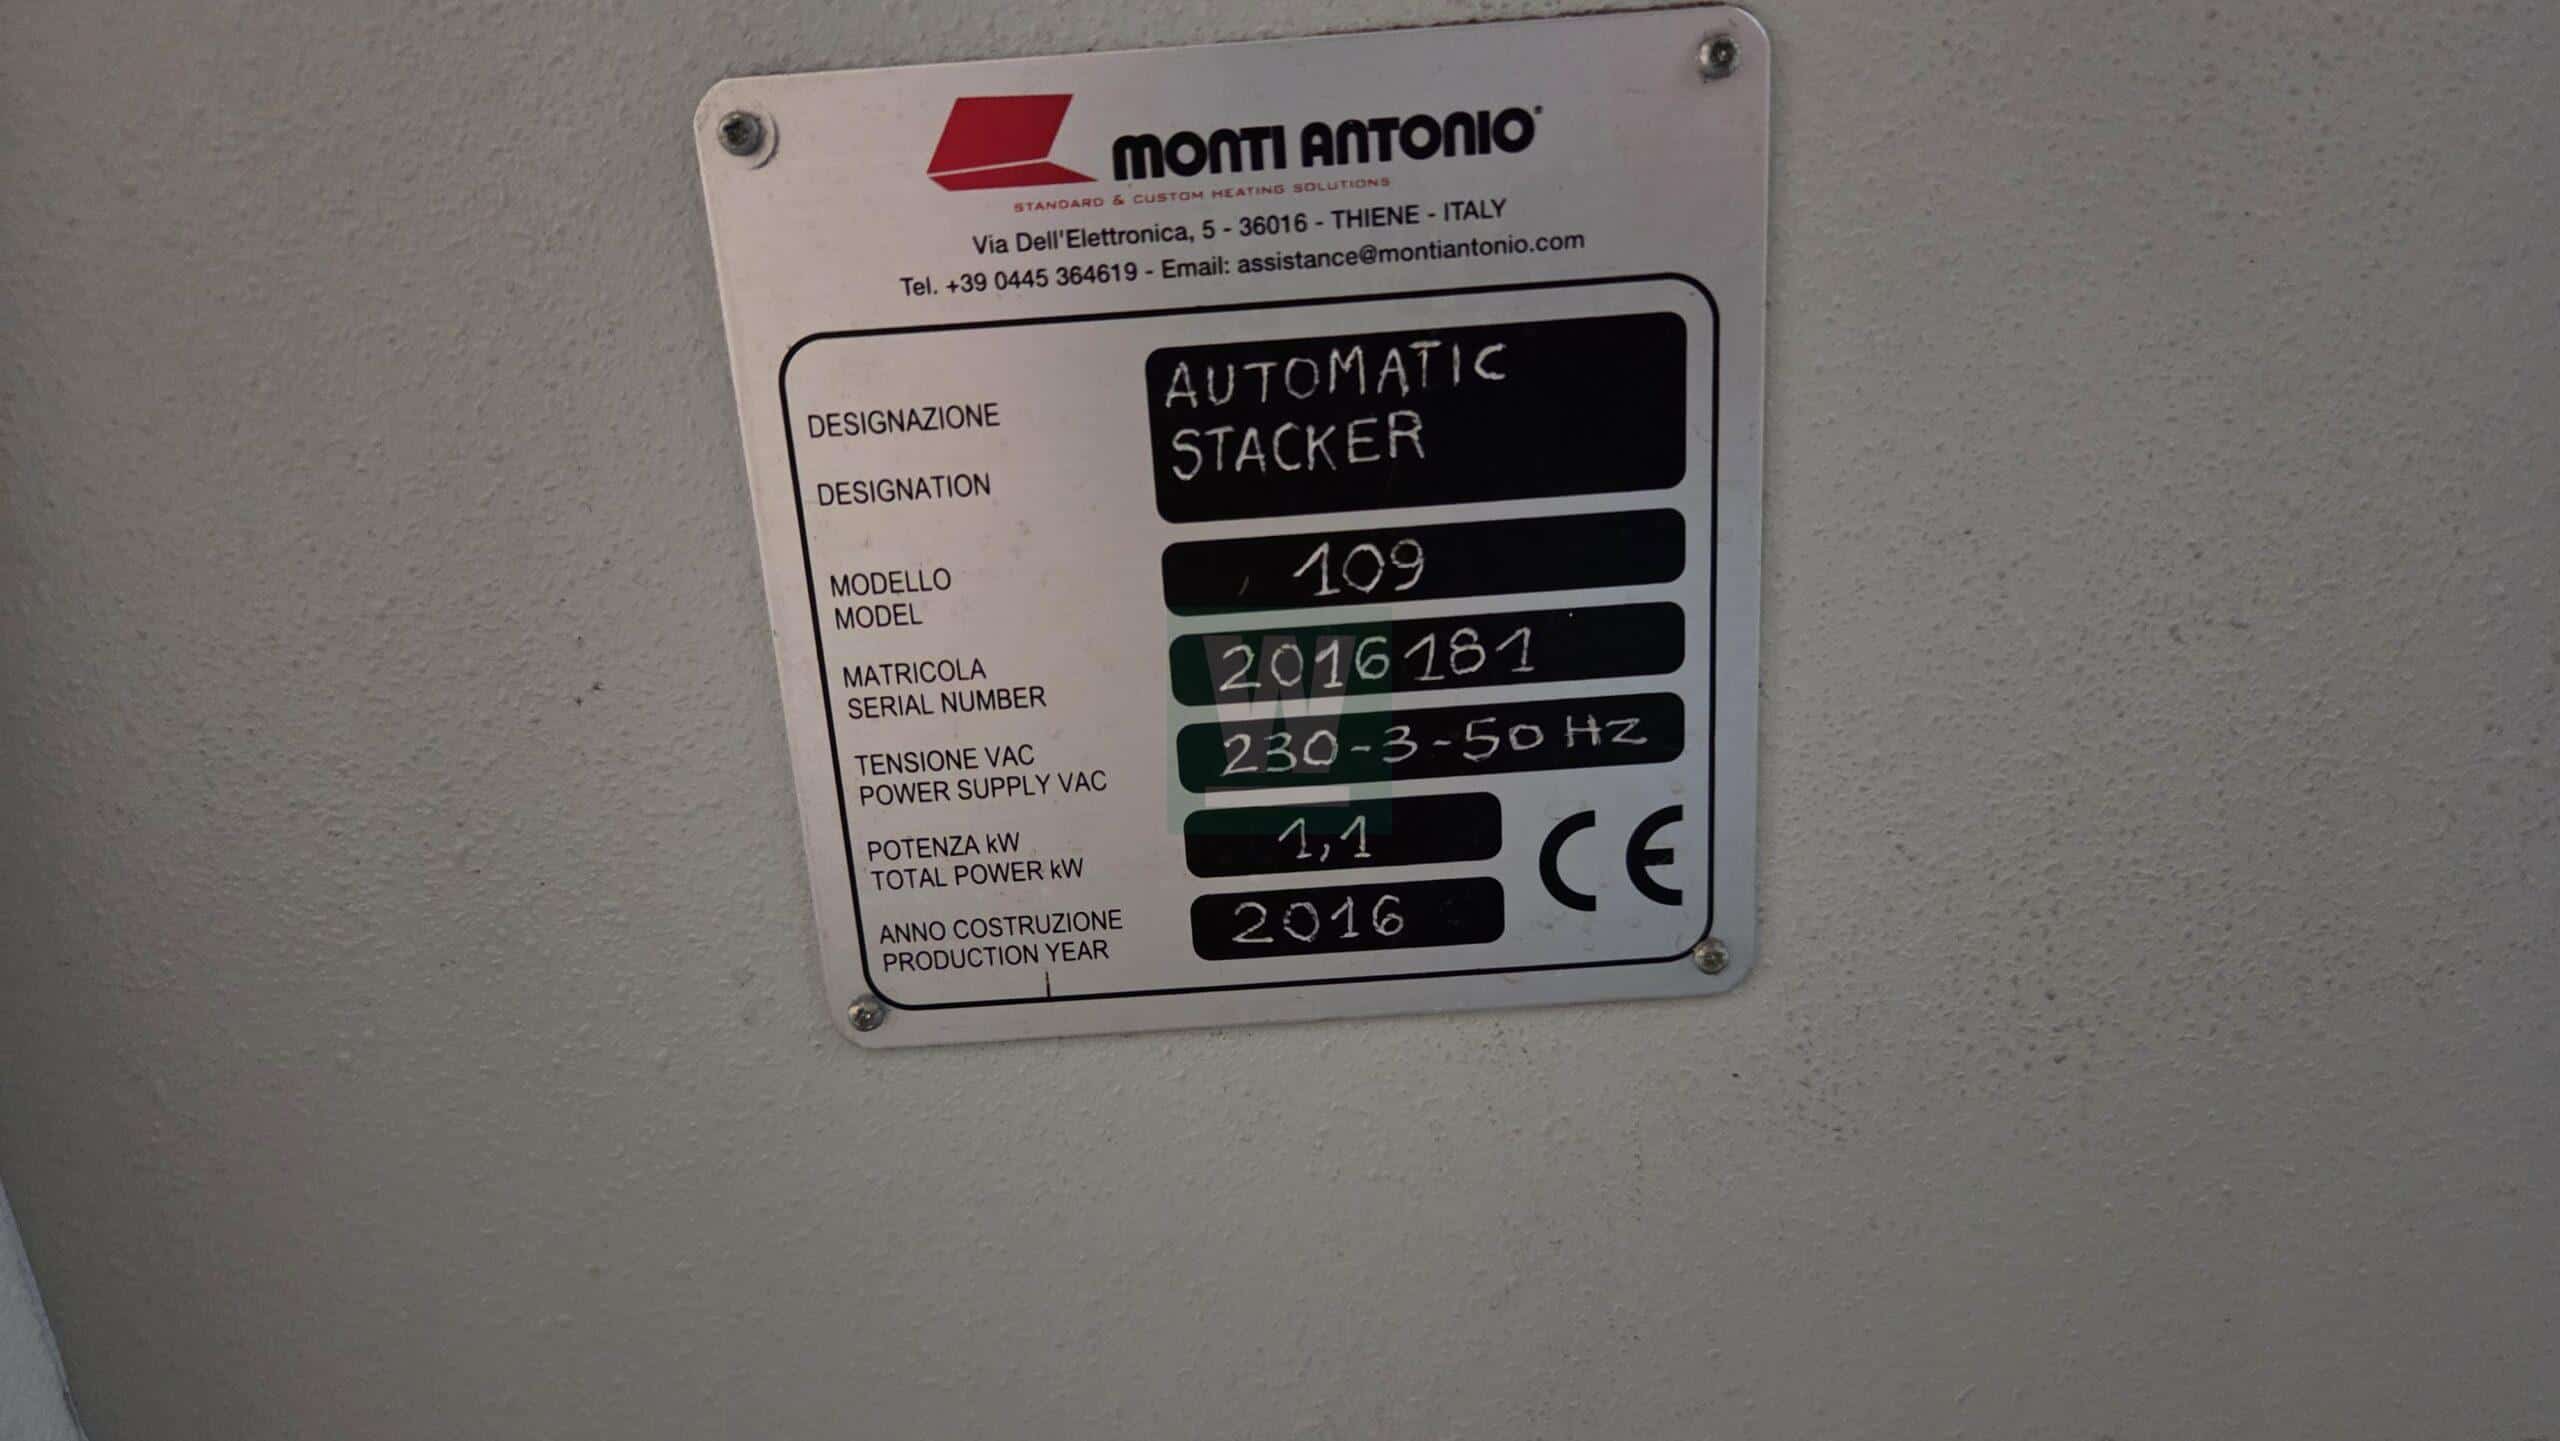 MONTI ANTONIO
STANDARD & CUSTOM HEATING SOLUTIONS
Via Dell'Elettronica, 5 - 36016 - THIENE - ITALY
Tel. +39 0445 364619 - Email: assistance@montiantonio.com
DESIGNAZIONE
DESIGNATION
AUTOMATIC
STACKER
MODELLO
MODEL
109
MATRICOLA
SERIAL NUMBER
2016181
TENSIONE VAC
POWER SUPPLY VAC
230-3-50 HZ
POTENZA kW
TOTAL POWER kW
1,1
ANNO COSTRUZIONE
PRODUCTION YEAR
2016
CE
W